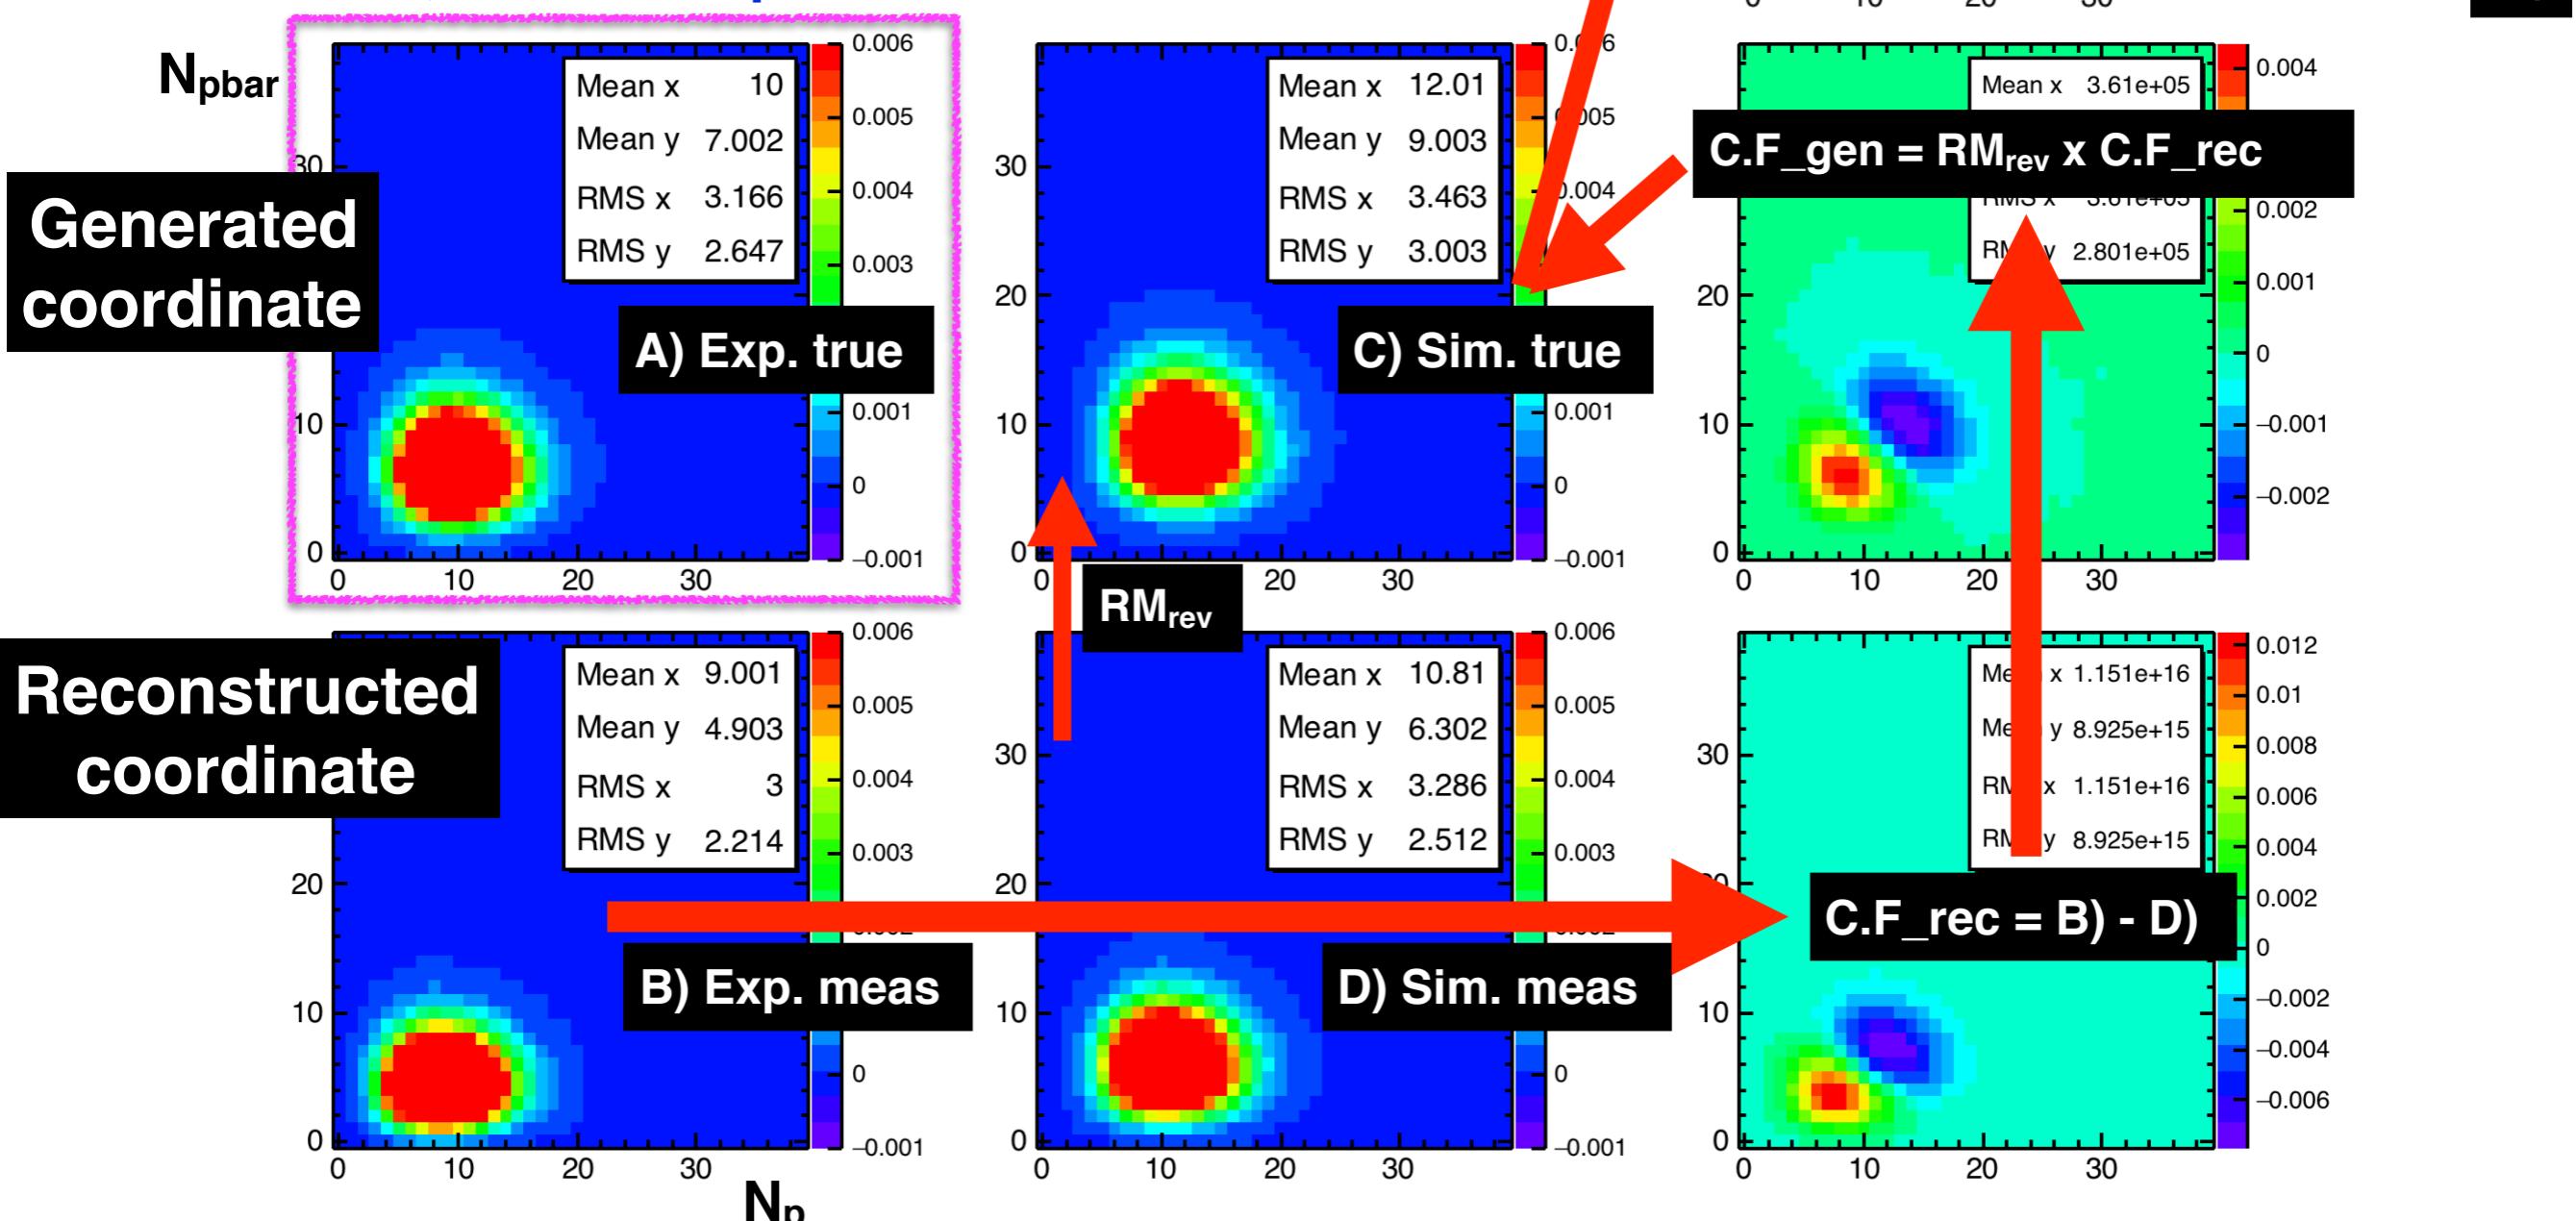 N_pbar
Generated
coordinate
Mean x 10
Mean y 7.002
RMS x 3.166
RMS y 2.647
A) Exp. true
30
10
0
0 10 20 30
0.006
0.005
0.004
0.003
0.001
0
−0.001
Mean x 12.01
Mean y 9.003
RMS x 3.463
RMS y 3.003
C) Sim. true
30
20
10
0
0 10 20 30
0.001
0
−0.001
RM_rev
10 20 30
0.004
Mean x 3.61e+05
C.F_gen = RM_rev x C.F_rec
2.801e+05
20
10
0
0 10 20 30
0.002
0.001
0
−0.001
−0.002
Reconstructed
coordinate
Mean x 9.001
Mean y 4.903
RMS x 3
RMS y 2.214
B) Exp. meas
20
10
0
0 10 20 30
0.006
0.005
0.004
0.003
0
−0.001
N_p
Mean x 10.81
Mean y 6.302
RMS x 3.286
RMS y 2.512
D) Sim. meas
30
20
10
0
0 10 20 30
0.006
0.005
0.004
0.003
0
−0.001
x 1.151e+16
y 8.925e+15
x 1.151e+16
y 8.925e+15
C.F_rec = B) - D)
30
10
0
0 10 20 30
0.012
0.01
0.008
0.006
0.004
0.002
0
−0.002
−0.004
−0.006